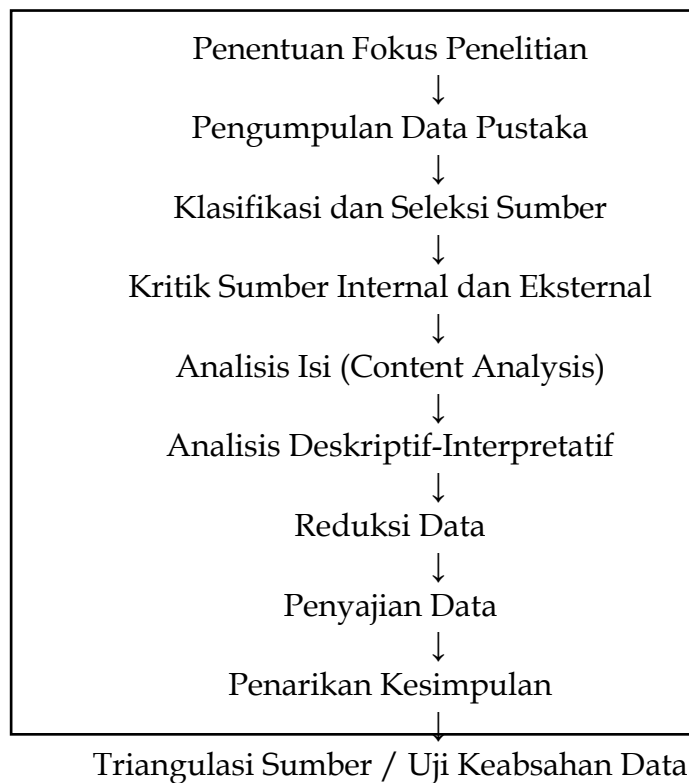 Penentuan Fokus Penelitian
↓
Pengumpulan Data Pustaka
↓
Klasifikasi dan Seleksi Sumber
↓
Kritik Sumber Internal dan Eksternal
↓
Analisis Isi (Content Analysis)
↓
Analisis Deskriptif-Interpretatif
↓
Reduksi Data
↓
Penyajian Data
↓
Penarikan Kesimpulan
↓
Triangulasi Sumber / Uji Keabsahan Data